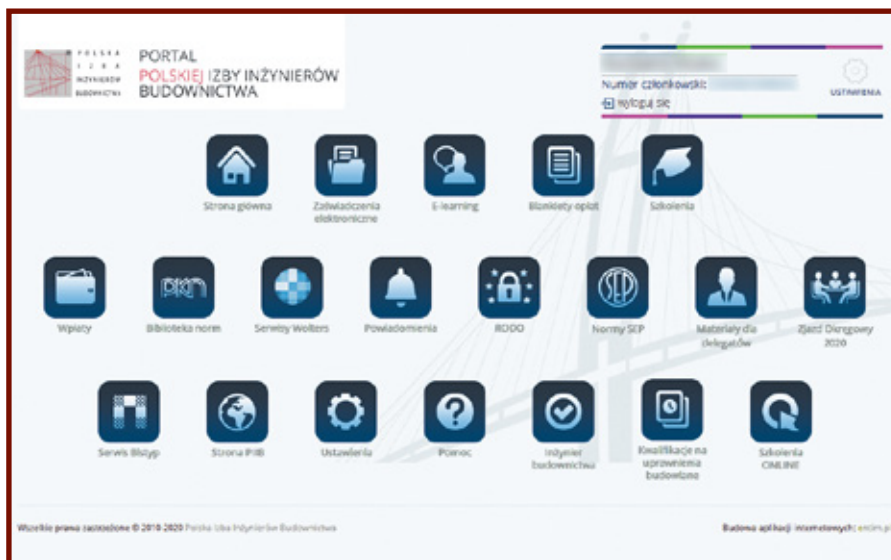 POLSKA
IZBA
INŻYNIERÓW
BUDOWNICTWA
PORTAL
POLSKIEJ IZBY INŻYNIERÓW
BUDOWNICTWA
Numer członkowski:
wyloguj się
USTAWIENIA
Strona główna
Zaświadczenia
elektroniczne
E-learning
Blankiety opłat
Szkolenia
Wpłaty
PKN
Biblioteka norm
Serwisy Wolters
Powiadomienia
RODO
SEP
Normy SEP
Materiały dla
delegatów
Zjazd Okręgowy
2020
Serwis Bistyp
Strona PIIB
Ustawienia
Pomoc
Inżynier
budownictwa
Kwalifikacje na
uprawnienia
budowlane
Szkolenia
ONLINE
Wszelkie prawa zastrzeżone © 2010-2020 Polska Izba Inżynierów Budownictwa
Budowa aplikacji internetowych: